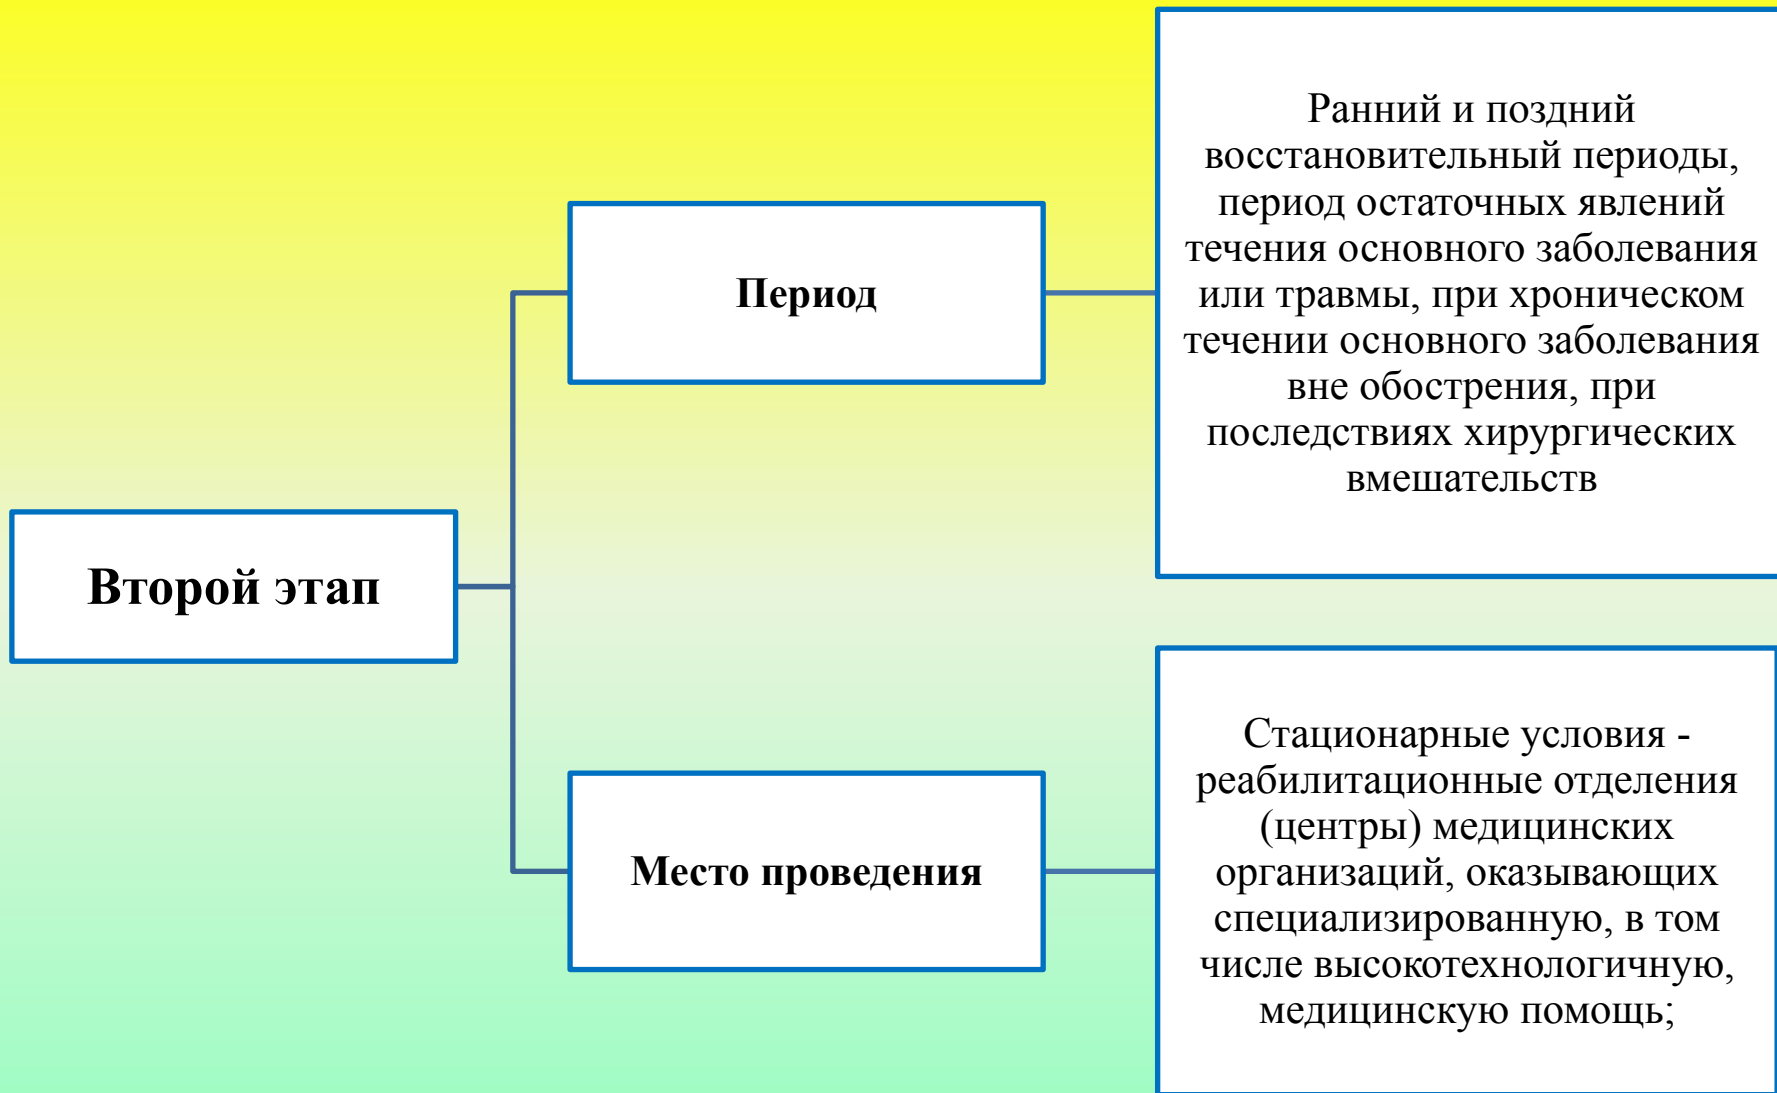 Второй этап
Период
Ранний и поздний
восстановительный периоды,
период остаточных явлений
течения основного заболевания
или травмы, при хроническом
течении основного заболевания
вне обострения, при
последствиях хирургических
вмешательств
Место проведения
Стационарные условия -
реабилитационные отделения
(центры) медицинских
организаций, оказывающих
специализированную, в том
числе высокотехнологичную,
медицинскую помощь;